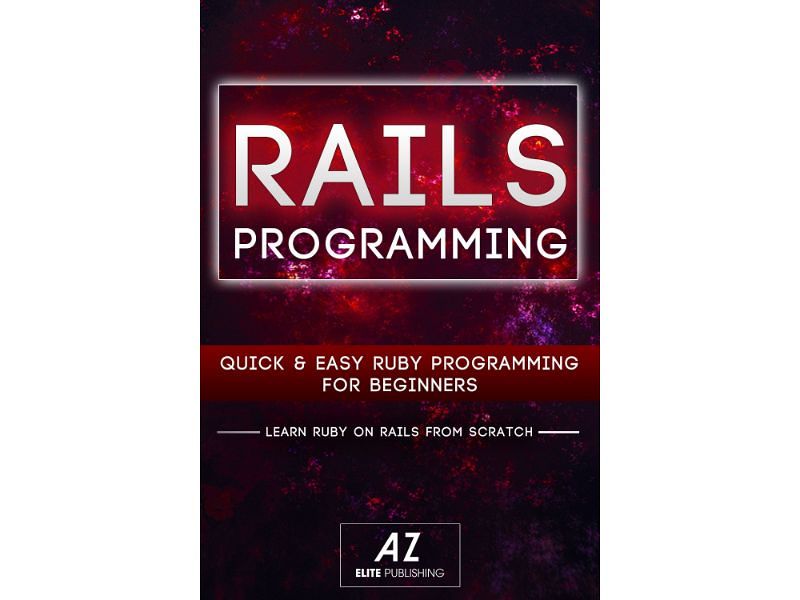 RAILS
PROGRAMMING
QUICK & EASY RUBY PROGRAMMING
FOR BEGINNERS
LEARN RUBY ON RAILS FROM SCRATCH
AZ
ELITE PUBLISHING